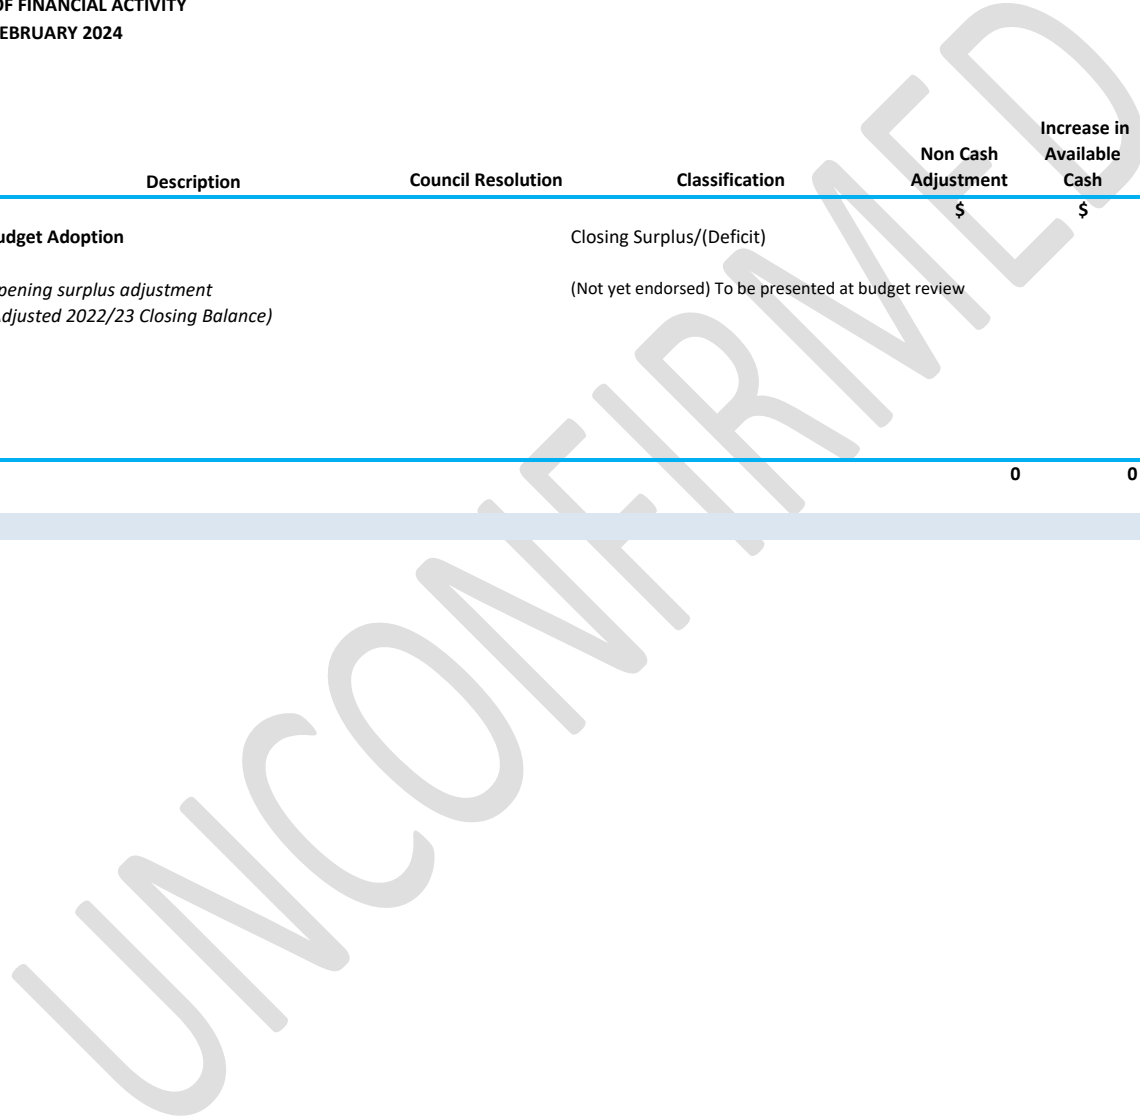 OF FINANCIAL ACTIVITY
EBRUARY 2024
Increase in
Non Cash Available
Description Council Resolution Classification Adjustment Cash
$ $
udget Adoption Closing Surplus/(Deficit)
pening surplus adjustment (Not yet endorsed) To be presented at budget review
djusted 2022/23 Closing Balance)
0 0
UNCONFIRMED